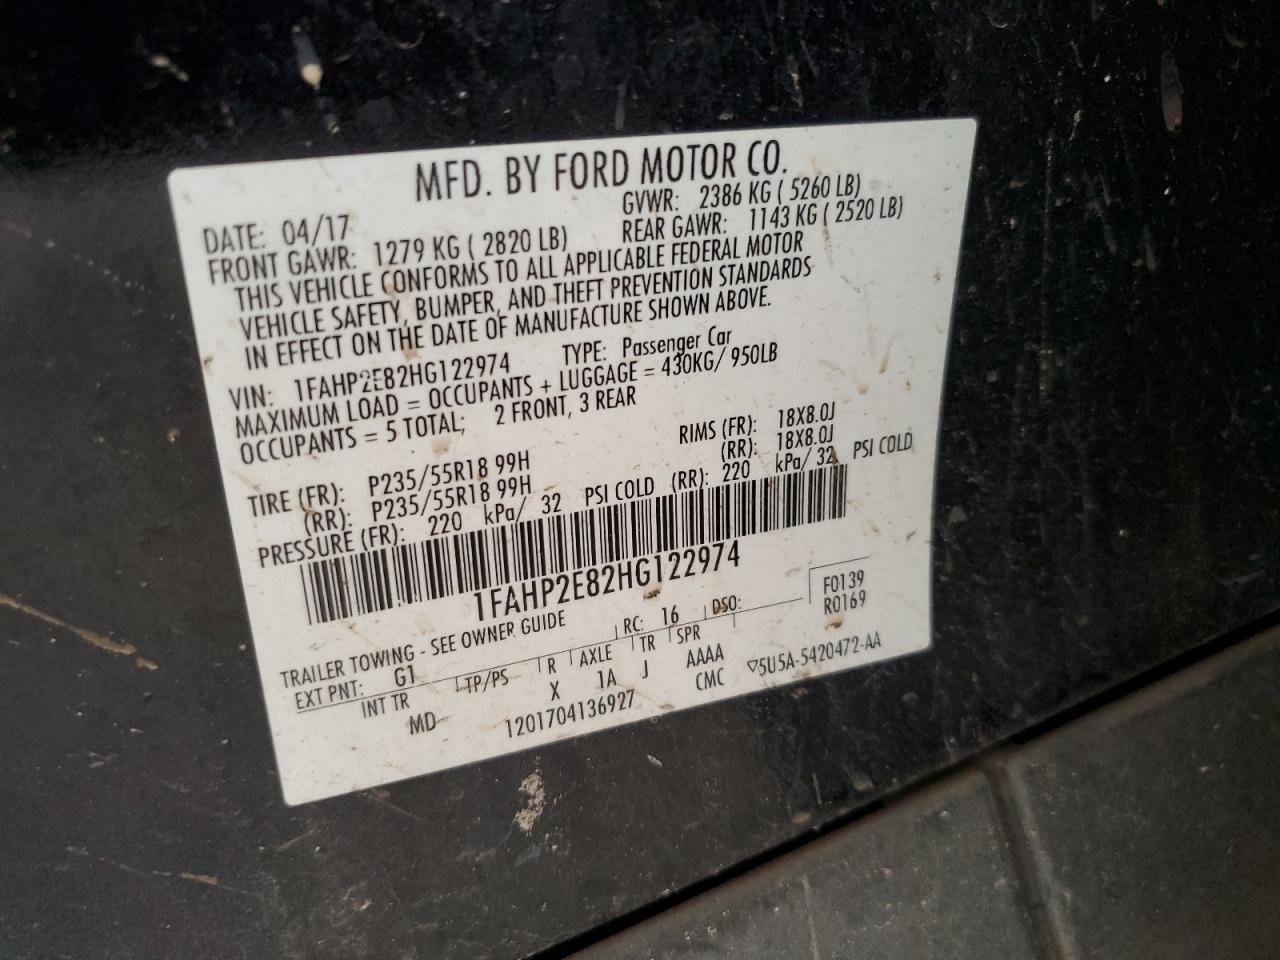 MFD. BY FORD MOTOR CO.
DATE: 04/17 GVWR: 2386 KG ( 5260 LB)
FRONT GAWR: 1279 KG ( 2820 LB) REAR GAWR: 1143 KG ( 2520 LB)
THIS VEHICLE CONFORMS TO ALL APPLICABLE FEDERAL MOTOR
VEHICLE SAFETY, BUMPER, AND THEFT PREVENTION STANDARDS
IN EFFECT ON THE DATE OF MANUFACTURE SHOWN ABOVE.
VIN: 1FAHP2E82HG122974 TYPE: Passenger Car
MAXIMUM LOAD = OCCUPANTS + LUGGAGE = 430KG/ 950LB
OCCUPANTS = 5 TOTAL; 2 FRONT, 3 REAR
TIRE (FR): P235/55R18 99H RIMS (FR): 18X8.0J
(RR): P235/55R18 99H (RR): 18X8.0J
PRESSURE (FR): 220 kPa/ 32 PSI COLD (RR): 220 kPa/ 32 PSI COLD
1FAHP2E82HG122974
TRAILER TOWING - SEE OWNER GUIDE
EXT PNT: G1 RC: 16 DSO: F0139
R0169
INT TR TP/PS R AXLE TR SPR
MD X 1A J AAAA
1201704136927 CMC ▽5U5A-5420472-AA